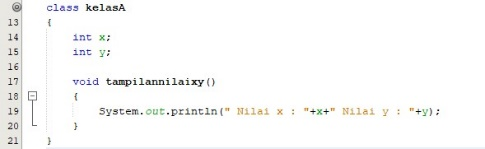 class kelasA
13 {
14 int x;
15 int y;
16
17 void tampilannilaixy()
18 {
19 System.out.println(" Nilai x : "+x+" Nilai y : "+y);
20 }
21 }